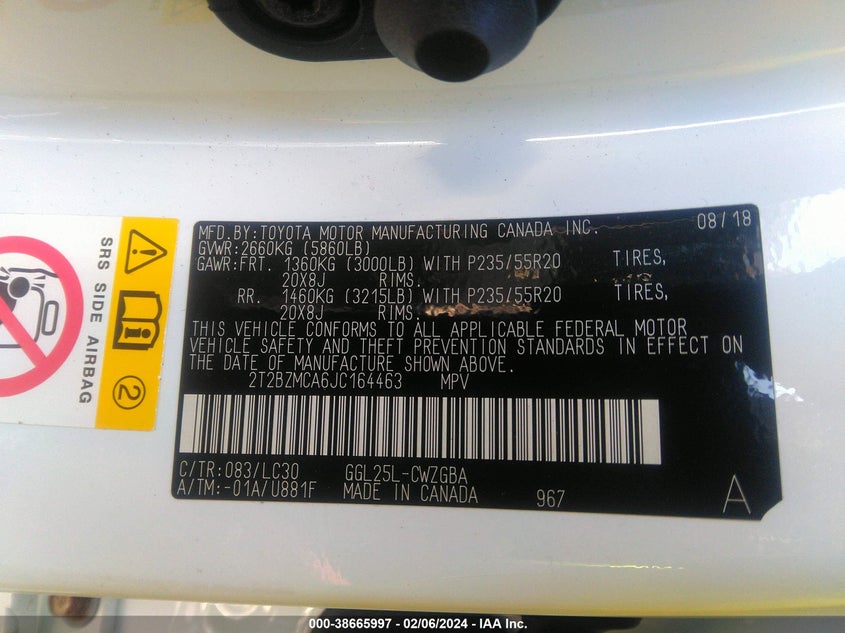 MFD.BY:TOYOTA MOTOR MANUFACTURING CANADA INC. 08/18
GVWR:2660KG (5860LB)
GAWR:FRT. 1360KG (3000LB) WITH P235/55R20 TIRES,
20X8J RIMS.
RR. 1460KG (3215LB) WITH P235/55R20 TIRES,
20X8J RIMS.
THIS VEHICLE CONFORMS TO ALL APPLICABLE FEDERAL MOTOR
VEHICLE SAFETY AND THEFT PREVENTION STANDARDS IN EFFECT ON
THE DATE OF MANUFACTURE SHOWN ABOVE.
2T2BZMCA6JC164463 MPV
C/TR:083/LC30 GGL25L-CWZGBA
A/TM:-01A/U881F MADE IN CANADA 967 A
SRS SIDE AIRBAG
2
000-38665997 - 02/06/2024 - IAA Inc.